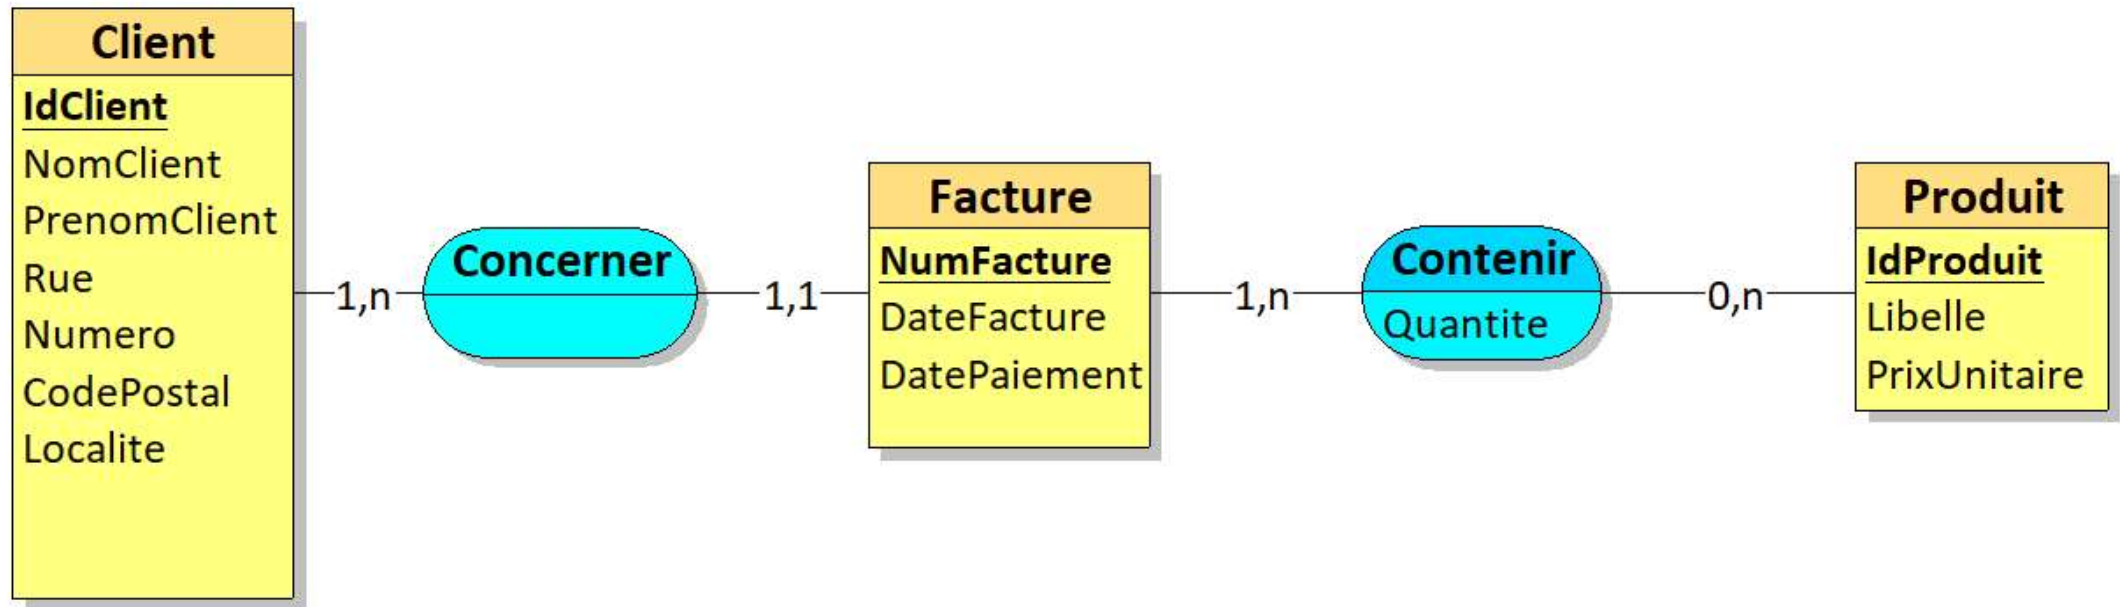 Client
IdClient
NomClient
PrenomClient
Rue
Numero
CodePostal
Localite
1,n
Concerner
1,1
Facture
NumFacture
DateFacture
DatePaiement
1,n
Contenir
Quantite
0,n
Produit
IdProduit
Libelle
PrixUnitaire